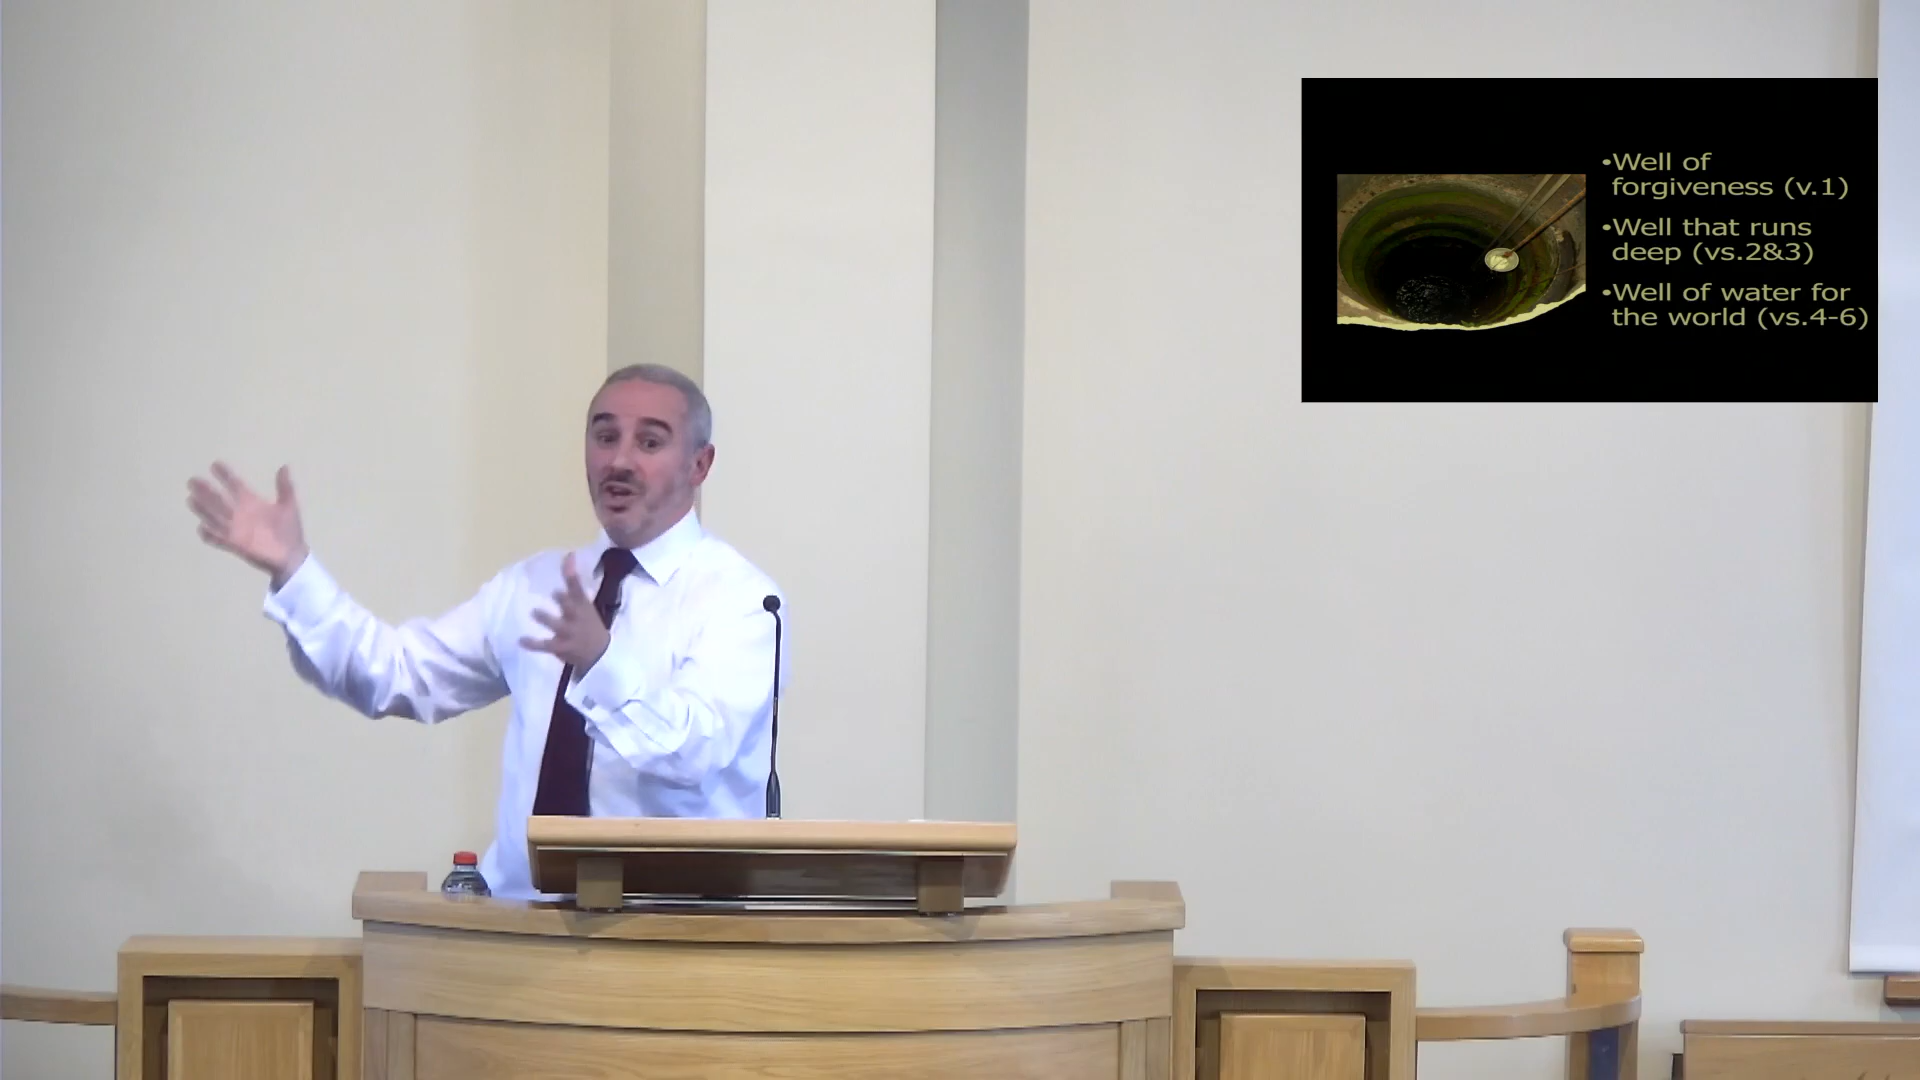 •Well of
forgiveness (v.1)
•Well that runs
deep (vs.2&3)
•Well of water for
the world (vs.4-6)